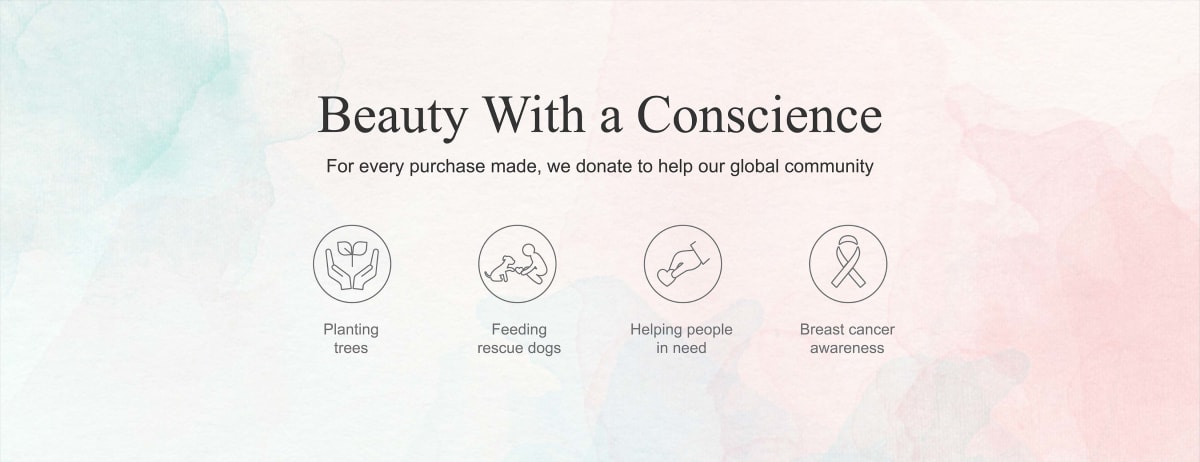 Beauty With a Conscience
For every purchase made, we donate to help our global community
Planting
trees
Feeding
rescue dogs
Helping people
in need
Breast cancer
awareness